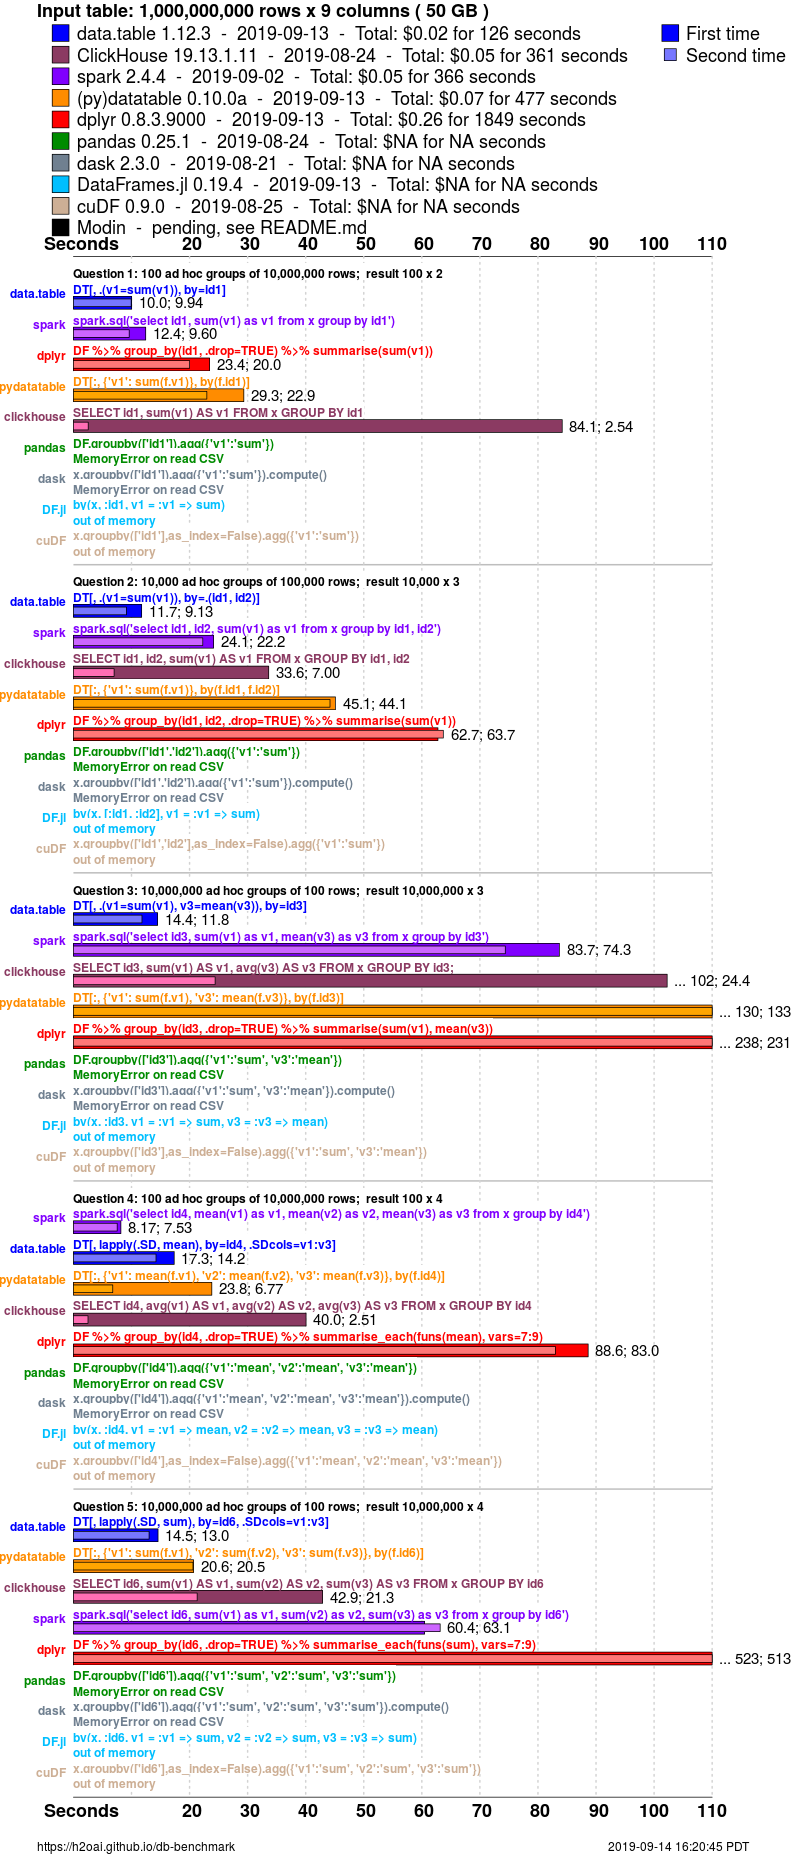 Input table: 1,000,000,000 rows x 9 columns ( 50 GB )
data.table 1.12.3 - 2019-09-13 - Total: $0.02 for 126 seconds
First time
ClickHouse 19.13.1.11 - 2019-08-24 - Total: $0.05 for 361 seconds
Second time
spark 2.4.4 - 2019-09-02 - Total: $0.05 for 366 seconds
(py)datatable 0.10.0a - 2019-09-13 - Total: $0.07 for 477 seconds
dplyr 0.8.3.9000 - 2019-09-13 - Total: $0.26 for 1849 seconds
pandas 0.25.1 - 2019-08-24 - Total: $NA for NA seconds
dask 2.3.0 - 2019-08-21 - Total: $NA for NA seconds
DataFrames.jl 0.19.4 - 2019-09-13 - Total: $NA for NA seconds
cuDF 0.9.0 - 2019-08-25 - Total: $NA for NA seconds
Modin - pending, see README.md
Seconds 20 30 40 50 60 70 80 90 100 110
Question 1: 100 ad hoc groups of 10,000,000 rows; result 100 x 2
DT[, .(v1=sum(v1)), by=id1]
data.table 10.0; 9.94
spark.sql('select id1, sum(v1) as v1 from x group by id1')
spark 12.4; 9.60
DF %>% group_by(id1, .drop=TRUE) %>% summarise(sum(v1))
dplyr 23.4; 20.0
DT[:, {'v1': sum(f.v1)}, by(f.id1)]
pydatatable 29.3; 22.9
SELECT id1, sum(v1) AS v1 FROM x GROUP BY id1
clickhouse 84.1; 2.54
DF.groupby(['id1']).agg({'v1':'sum'})
pandas MemoryError on read CSV
x.groupby(['id1']).agg({'v1':'sum'}).compute()
dask MemoryError on read CSV
by(x, :id1, v1 = :v1 => sum)
DF.jl out of memory
x.groupby(['id1'],as_index=False).agg({'v1':'sum'})
cuDF out of memory
Question 2: 10,000 ad hoc groups of 100,000 rows; result 10,000 x 3
DT[, .(v1=sum(v1)), by=.(id1, id2)]
data.table 11.7; 9.13
spark.sql('select id1, id2, sum(v1) as v1 from x group by id1, id2')
spark 24.1; 22.2
SELECT id1, id2, sum(v1) AS v1 FROM x GROUP BY id1, id2
clickhouse 33.6; 7.00
DT[:, {'v1': sum(f.v1)}, by(f.id1, f.id2)]
pydatatable 45.1; 44.1
DF %>% group_by(id1, id2, .drop=TRUE) %>% summarise(sum(v1))
dplyr 62.7; 63.7
DF.groupby(['id1','id2']).agg({'v1':'sum'})
pandas MemoryError on read CSV
x.groupby(['id1','id2']).agg({'v1':'sum'}).compute()
dask MemoryError on read CSV
by(x, [:id1, :id2], v1 = :v1 => sum)
DF.jl out of memory
x.groupby(['id1','id2'],as_index=False).agg({'v1':'sum'})
cuDF out of memory
Question 3: 10,000,000 ad hoc groups of 100 rows; result 10,000,000 x 3
DT[, .(v1=sum(v1), v3=mean(v3)), by=id3]
data.table 14.4; 11.8
spark.sql('select id3, sum(v1) as v1, mean(v3) as v3 from x group by id3')
spark 83.7; 74.3
SELECT id3, sum(v1) AS v1, avg(v3) AS v3 FROM x GROUP BY id3;
clickhouse ... 102; 24.4
DT[:, {'v1': sum(f.v1), 'v3': mean(f.v3)}, by(f.id3)]
pydatatable ... 130; 133
DF %>% group_by(id3, .drop=TRUE) %>% summarise(sum(v1), mean(v3))
dplyr ... 238; 231
DF.groupby(['id3']).agg({'v1':'sum', 'v3':'mean'})
pandas MemoryError on read CSV
x.groupby(['id3']).agg({'v1':'sum', 'v3':'mean'}).compute()
dask MemoryError on read CSV
by(x, :id3, v1 = :v1 => sum, v3 = :v3 => mean)
DF.jl out of memory
x.groupby(['id3'],as_index=False).agg({'v1':'sum', 'v3':'mean'})
cuDF out of memory
Question 4: 100 ad hoc groups of 10,000,000 rows; result 100 x 4
spark.sql('select id4, mean(v1) as v1, mean(v2) as v2, mean(v3) as v3 from x group by id4')
spark 8.17; 7.53
DT[, lapply(.SD, mean), by=id4, .SDcols=v1:v3]
data.table 17.3; 14.2
DT[:, {'v1': mean(f.v1), 'v2': mean(f.v2), 'v3': mean(f.v3)}, by(f.id4)]
pydatatable 23.8; 6.77
SELECT id4, avg(v1) AS v1, avg(v2) AS v2, avg(v3) AS v3 FROM x GROUP BY id4
clickhouse 40.0; 2.51
DF %>% group_by(id4, .drop=TRUE) %>% summarise_each(funs(mean), vars=7:9)
dplyr 88.6; 83.0
DF.groupby(['id4']).agg({'v1':'mean', 'v2':'mean', 'v3':'mean'})
pandas MemoryError on read CSV
x.groupby(['id4']).agg({'v1':'mean', 'v2':'mean', 'v3':'mean'}).compute()
dask MemoryError on read CSV
by(x, :id4, v1 = :v1 => mean, v2 = :v2 => mean, v3 = :v3 => mean)
DF.jl out of memory
x.groupby(['id4'],as_index=False).agg({'v1':'mean', 'v2':'mean', 'v3':'mean'})
cuDF out of memory
Question 5: 10,000,000 ad hoc groups of 100 rows; result 10,000,000 x 4
DT[, lapply(.SD, sum), by=id6, .SDcols=v1:v3]
data.table 14.5; 13.0
DT[:, {'v1': sum(f.v1), 'v2': sum(f.v2), 'v3': sum(f.v3)}, by(f.id6)]
pydatatable 20.6; 20.5
SELECT id6, sum(v1) AS v1, sum(v2) AS v2, sum(v3) AS v3 FROM x GROUP BY id6
clickhouse 42.9; 21.3
spark.sql('select id6, sum(v1) as v1, sum(v2) as v2, sum(v3) as v3 from x group by id6')
spark 60.4; 63.1
DF %>% group_by(id6, .drop=TRUE) %>% summarise_each(funs(sum), vars=7:9)
dplyr ... 523; 513
DF.groupby(['id6']).agg({'v1':'sum', 'v2':'sum', 'v3':'sum'})
pandas MemoryError on read CSV
x.groupby(['id6']).agg({'v1':'sum', 'v2':'sum', 'v3':'sum'}).compute()
dask MemoryError on read CSV
by(x, :id6, v1 = :v1 => sum, v2 = :v2 => sum, v3 = :v3 => sum)
DF.jl out of memory
x.groupby(['id6'],as_index=False).agg({'v1':'sum', 'v2':'sum', 'v3':'sum'})
cuDF out of memory
Seconds 20 30 40 50 60 70 80 90 100 110
https://h2oai.github.io/db-benchmark
2019-09-14 16:20:45 PDT